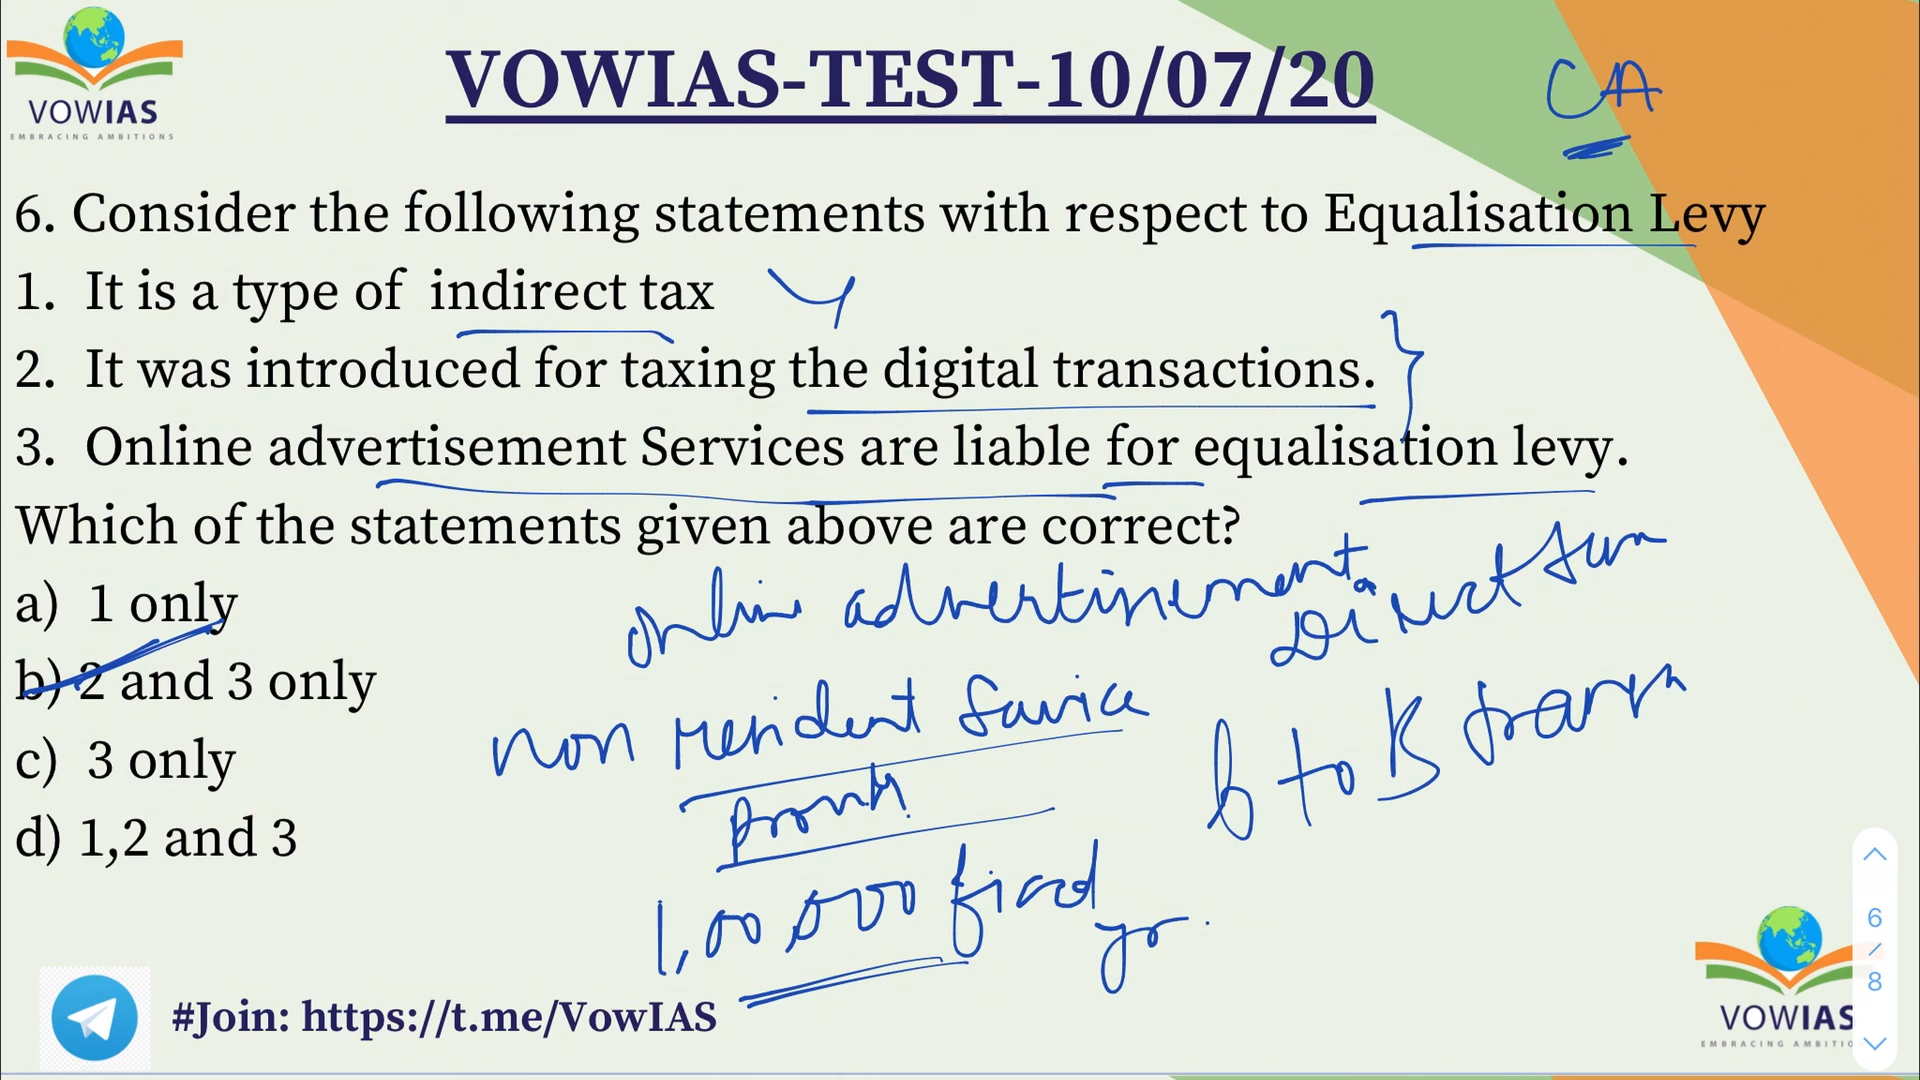 VOWIAS
EMBRACING AMBITIONS
VOWIAS-TEST-10/07/20
CA
6. Consider the following statements with respect to Equalisation Levy
1. It is a type of indirect tax
2. It was introduced for taxing the digital transactions.
3. Online advertisement Services are liable for equalisation levy.
Which of the statements given above are correct?
a) 1 only
b) 2 and 3 only
c) 3 only
d) 1,2 and 3
online advertisement
Direct
non resident Service
b to B
1,00,000
yr.
6
/
8
#Join: https://t.me/VowIAS
VOWIAS
EMBRACING AMBITIO